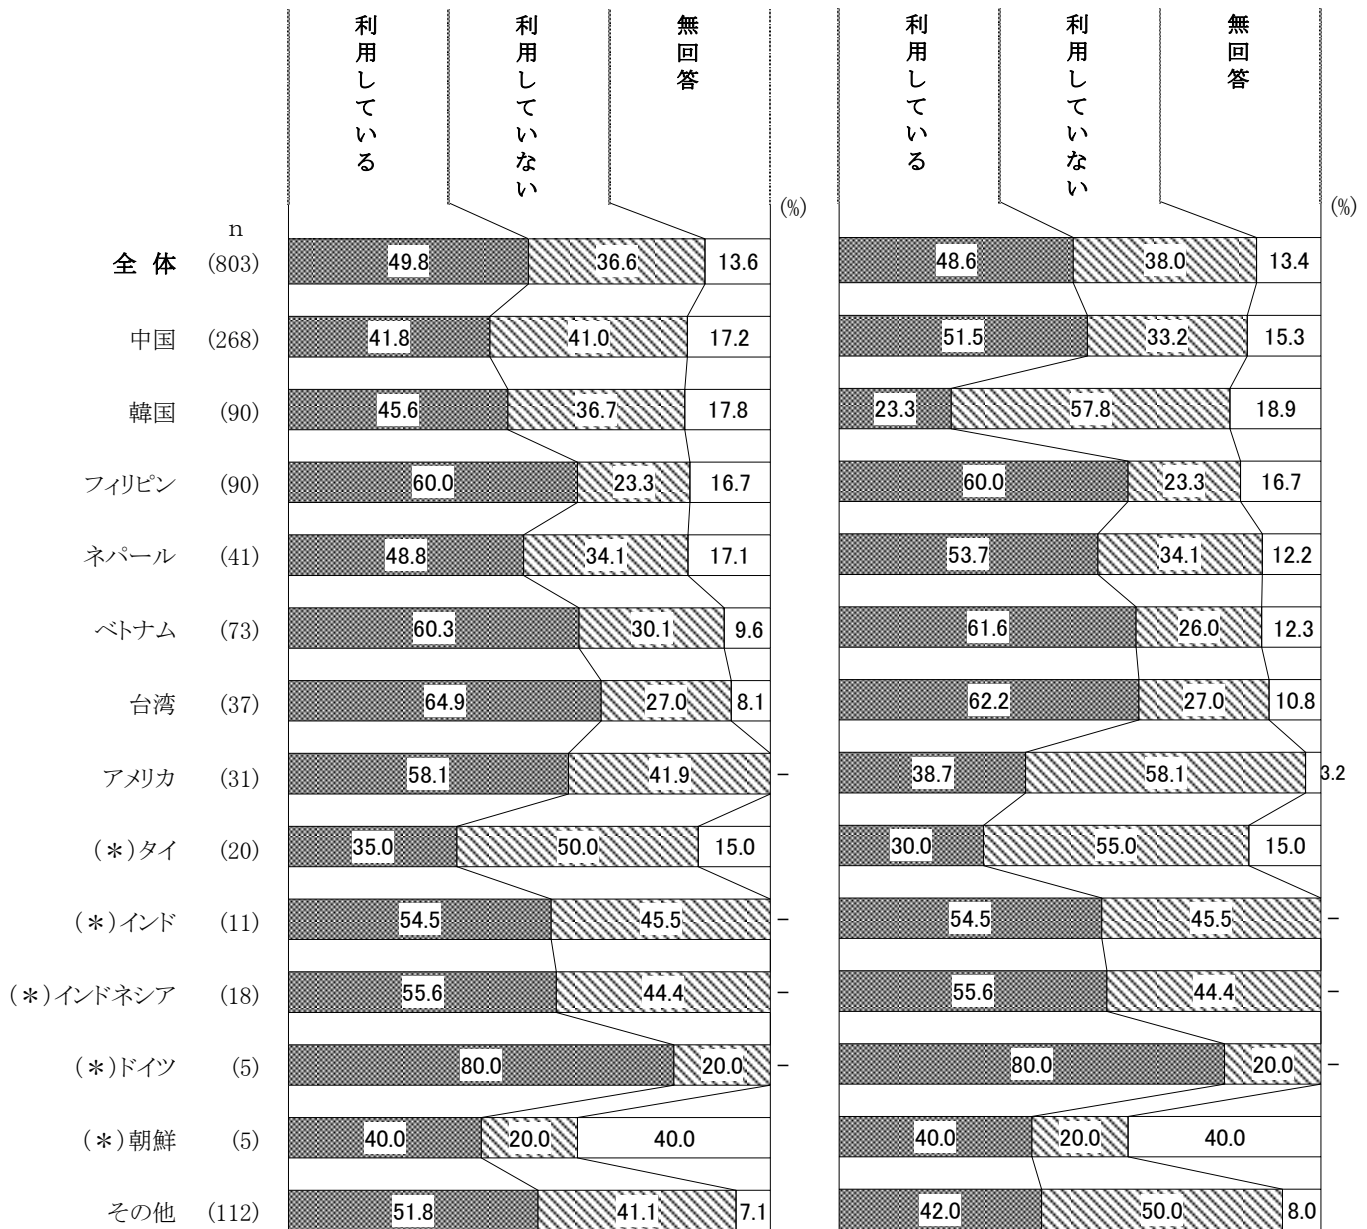 利用している 利用していない 無回答 利用している 利用していない 無回答
(%) (%)
n
全 体 (803) 49.8 36.6 13.6 48.6 38.0 13.4
中国 (268) 41.8 41.0 17.2 51.5 33.2 15.3
韓国 (90) 45.6 36.7 17.8 23.3 57.8 18.9
フィリピン (90) 60.0 23.3 16.7 60.0 23.3 16.7
ネパール (41) 48.8 34.1 17.1 53.7 34.1 12.2
ベトナム (73) 60.3 30.1 9.6 61.6 26.0 12.3
台湾 (37) 64.9 27.0 8.1 62.2 27.0 10.8
アメリカ (31) 58.1 41.9 - 38.7 58.1 3.2
(*)タイ (20) 35.0 50.0 15.0 30.0 55.0 15.0
(*)インド (11) 54.5 45.5 - 54.5 45.5 -
(*)インドネシア (18) 55.6 44.4 - 55.6 44.4 -
(*)ドイツ (5) 80.0 20.0 - 80.0 20.0 -
(*)朝鮮 (5) 40.0 20.0 40.0 40.0 20.0 40.0
その他 (112) 51.8 41.1 7.1 42.0 50.0 8.0